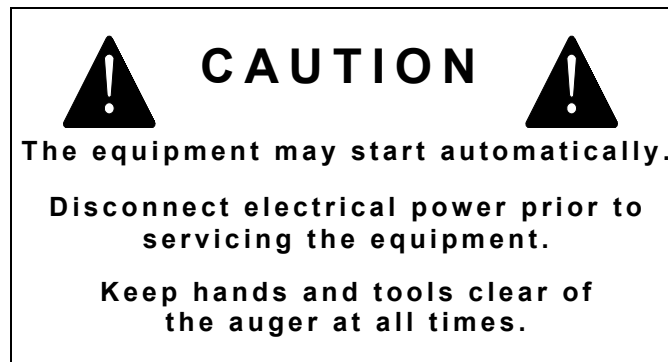 CAUTION
The equipment may start automatically.
Disconnect electrical power prior to
servicing the equipment.
Keep hands and tools clear of
the auger at all times.